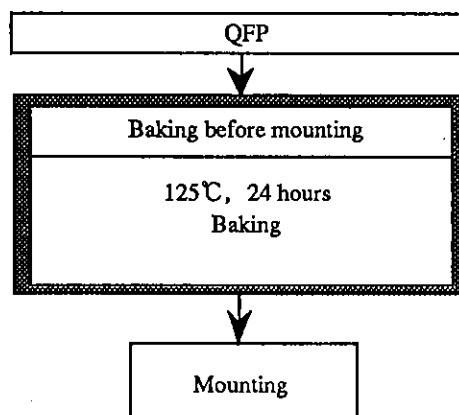 QFP
Baking before mounting
125℃, 24 hours
Baking
Mounting